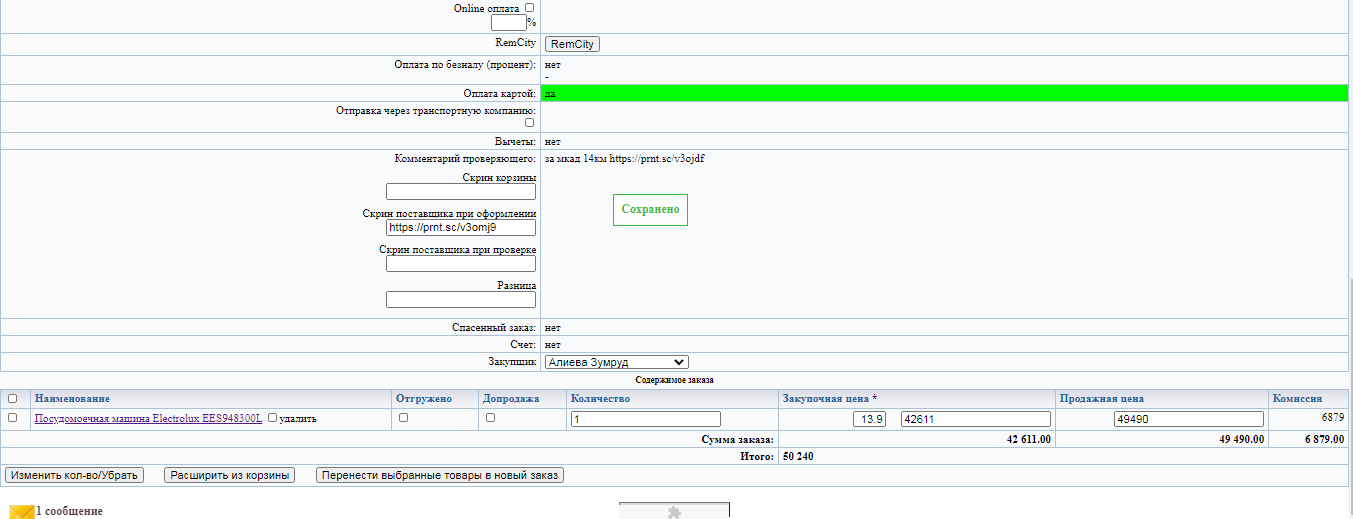 Online оплата
%
RemCity RemCity
Оплата по безналу (процент): нет
-
Оплата картой: да
Отправка через транспортную компанию:
Вычеты: нет
Комментарий проверяющего: за мкад 14км https://prnt.sc/v3ojdf
Скрин корзины
Сохранено
Скрин поставщика при оформлении
https://prnt.sc/v3omj9
Скрин поставщика при проверке
Разница
Спасенный заказ: нет
Счет: нет
Закупщик Алиева Зумруд
Содержимое заказа
Наименование Отгружено Допродажа Количество Закупочная цена * Продажная цена Комиссия
Посудомоечная машина Electrolux EES948300L удалить 1 13.9 42611 49490 6879
Сумма заказа: 42 611.00 49 490.00 6 879.00
Итого: 50 240
Изменить кол-во/Убрать Расширить из корзины Перенести выбранные товары в новый заказ
1 сообщение